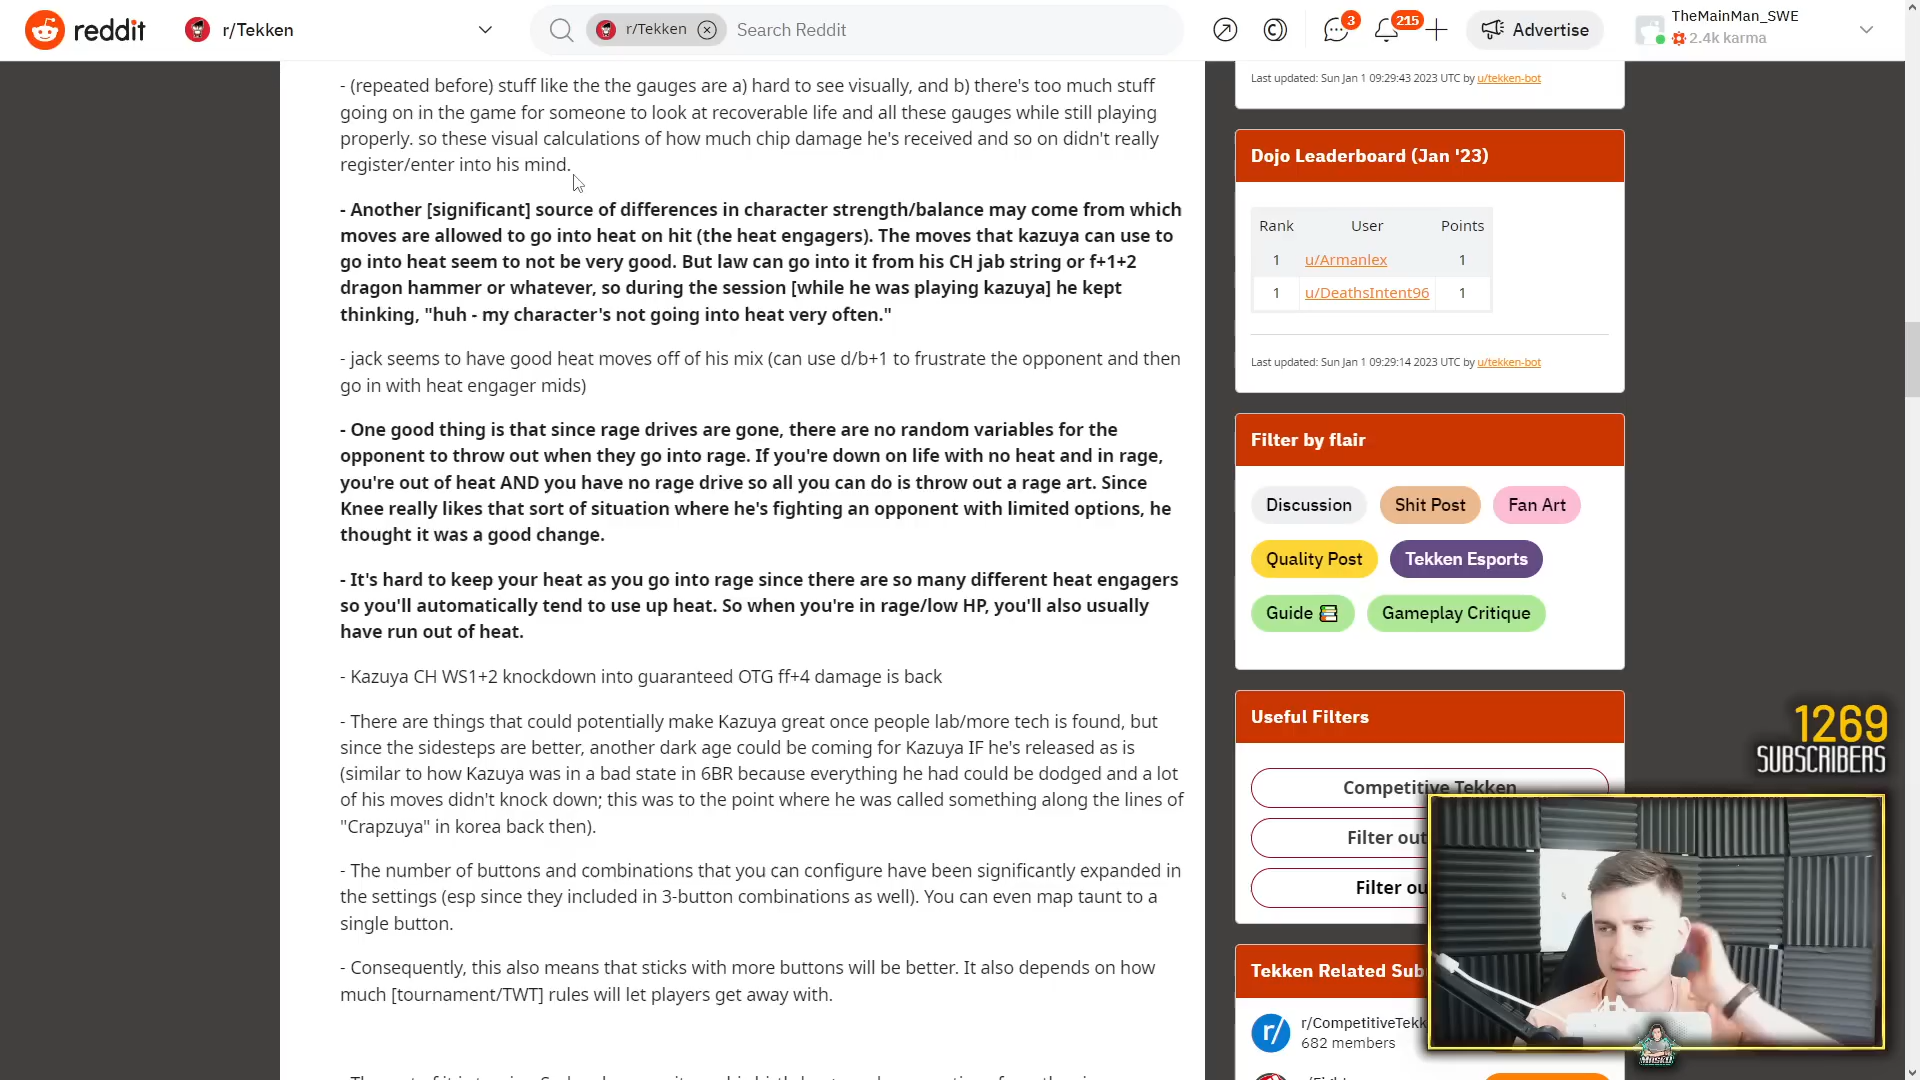 reddit
r/Tekken
r/Tekken
Search Reddit
3
215
Advertise
TheMainMan_SWE
2.4k karma
- (repeated before) stuff like the the gauges are a) hard to see visually, and b) there's too much stuff
going on in the game for someone to look at recoverable life and all these gauges while still playing
properly. so these visual calculations of how much chip damage he's received and so on didn't really
register/enter into his mind.
- Another [significant] source of differences in character strength/balance may come from which
moves are allowed to go into heat on hit (the heat engagers). The moves that kazuya can use to
go into heat seem to not be very good. But law can go into it from his CH jab string or f+1+2
dragon hammer or whatever, so during the session [while he was playing kazuya] he kept
thinking, "huh - my character's not going into heat very often."
- jack seems to have good heat moves off of his mix (can use d/b+1 to frustrate the opponent and then
go in with heat engager mids)
- One good thing is that since rage drives are gone, there are no random variables for the
opponent to throw out when they go into rage. If you're down on life with no heat and in rage,
you're out of heat AND you have no rage drive so all you can do is throw out a rage art. Since
Knee really likes that sort of situation where he's fighting an opponent with limited options, he
thought it was a good change.
- It's hard to keep your heat as you go into rage since there are so many different heat engagers
so you'll automatically tend to use up heat. So when you're in rage/low HP, you'll also usually
have run out of heat.
- Kazuya CH WS1+2 knockdown into guaranteed OTG ff+4 damage is back
- There are things that could potentially make Kazuya great once people lab/more tech is found, but
since the sidesteps are better, another dark age could be coming for Kazuya IF he's released as is
(similar to how Kazuya was in a bad state in 6BR because everything he had could be dodged and a lot
of his moves didn't knock down; this was to the point where he was called something along the lines of
"Crapzuya" in korea back then).
- The number of buttons and combinations that you can configure have been significantly expanded in
the settings (esp since they included in 3-button combinations as well). You can even map taunt to a
single button.
- Consequently, this also means that sticks with more buttons will be better. It also depends on how
much [tournament/TWT] rules will let players get away with.
Last updated: Sun Jan 1 09:29:43 2023 UTC by u/tekken-bot
Dojo Leaderboard (Jan '23)
Rank User Points
1 u/Armanlex 1
1 u/DeathsIntent96 1
Last updated: Sun Jan 1 09:29:14 2023 UTC by u/tekken-bot
Filter by flair
Discussion Shit Post Fan Art
Quality Post Tekken Esports
Guide Gameplay Critique
Useful Filters
Competitive Tekken
Filter out
Filter ou
Tekken Related Sub
r/CompetitiveTekk
682 members
1269
SUBSCRIBERS